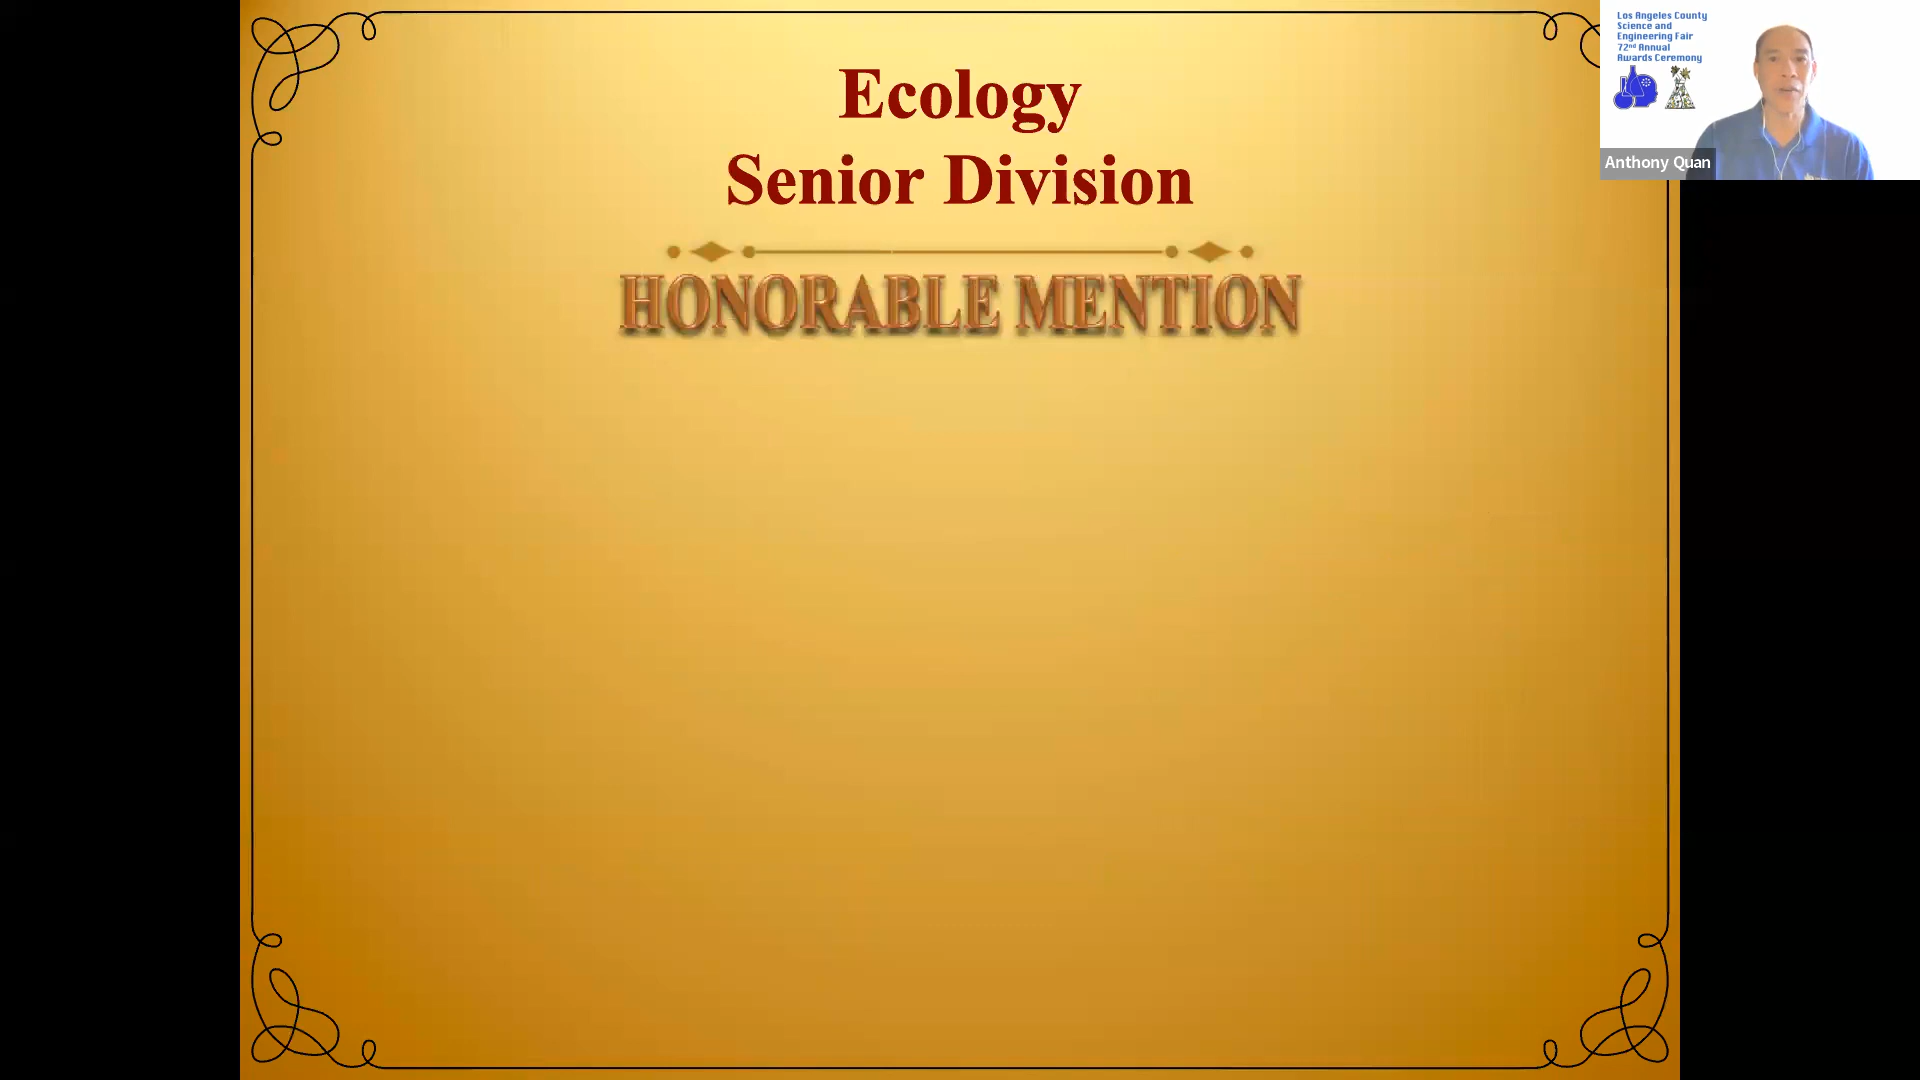 Ecology
Senior Division
HONORABLE MENTION
Los Angeles County
Science and
Engineering Fair
72nd Annual
Awards Ceremony
Anthony Quan